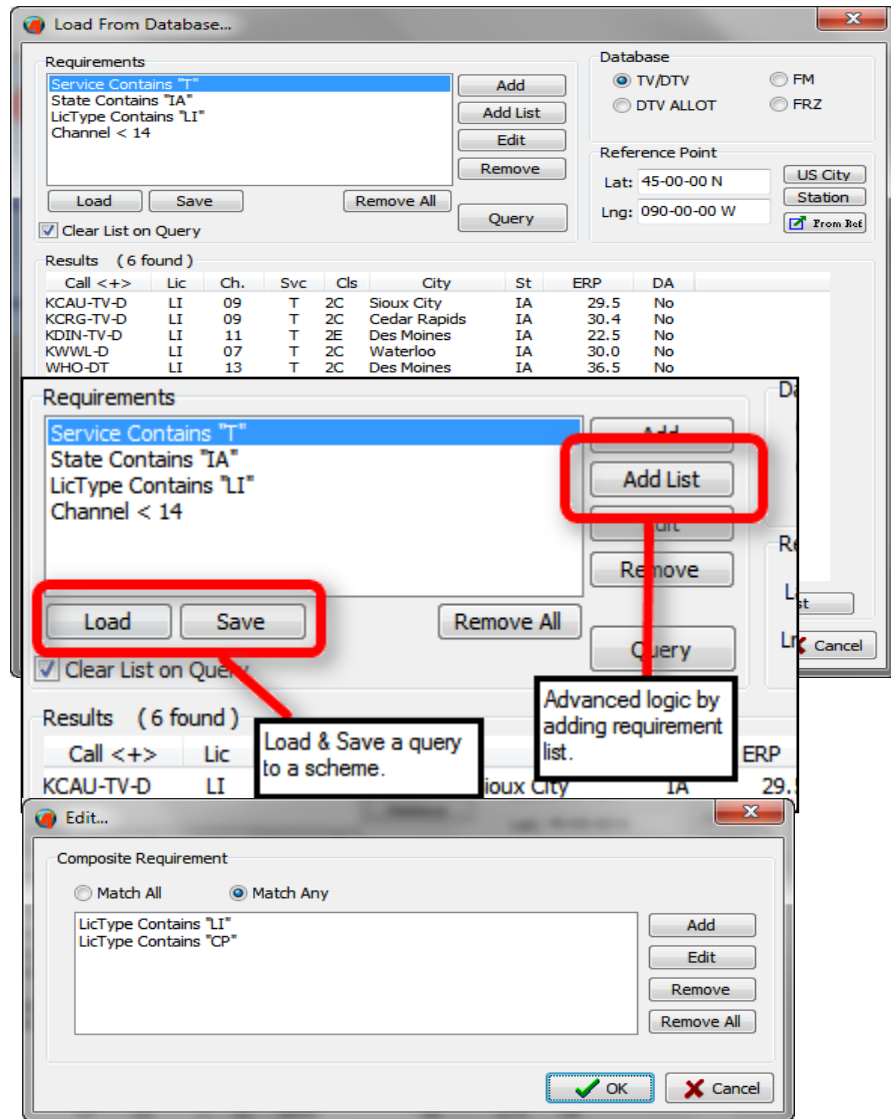 Load From Database...
Requirements
Service Contains "T"
State Contains "IA"
LicType Contains "LI"
Channel < 14
Add
Add List
Edit
Remove
Load Save Remove All
Query
Clear List on Query
Database
TV/DTV FM
DTV ALLOT FRZ
Reference Point
Lat: 45-00-00 N US City
Station
Lng: 090-00-00 W From Ref
Results ( 6 found )
Call <+> Lic Ch. Svc Cls City St ERP DA
KCAU-TV-D LI 09 T 2C Sioux City IA 29.5 No
KCRG-TV-D LI 09 T 2C Cedar Rapids IA 30.4 No
KDIN-TV-D LI 11 T 2E Des Moines IA 22.5 No
KWWL-D LI 07 T 2C Waterloo IA 30.0 No
WHO-DT LI 13 T 2C Des Moines IA 36.5 No
Requirements
Service Contains "T"
State Contains "IA"
LicType Contains "LI"
Channel < 14
Add
Add List
Edit
Remove
Load Save Remove All
Query
Clear List on Query
Cancel
Load & Save a query
to a scheme.
Advanced logic by
adding requirement
list.
Results ( 6 found )
Call <+> Lic ERP
KCAU-TV-D LI Sioux City IA 29.5
Edit...
Composite Requirement
Match All Match Any
LicType Contains "LI"
LicType Contains "CP"
Add
Edit
Remove
Remove All
OK Cancel